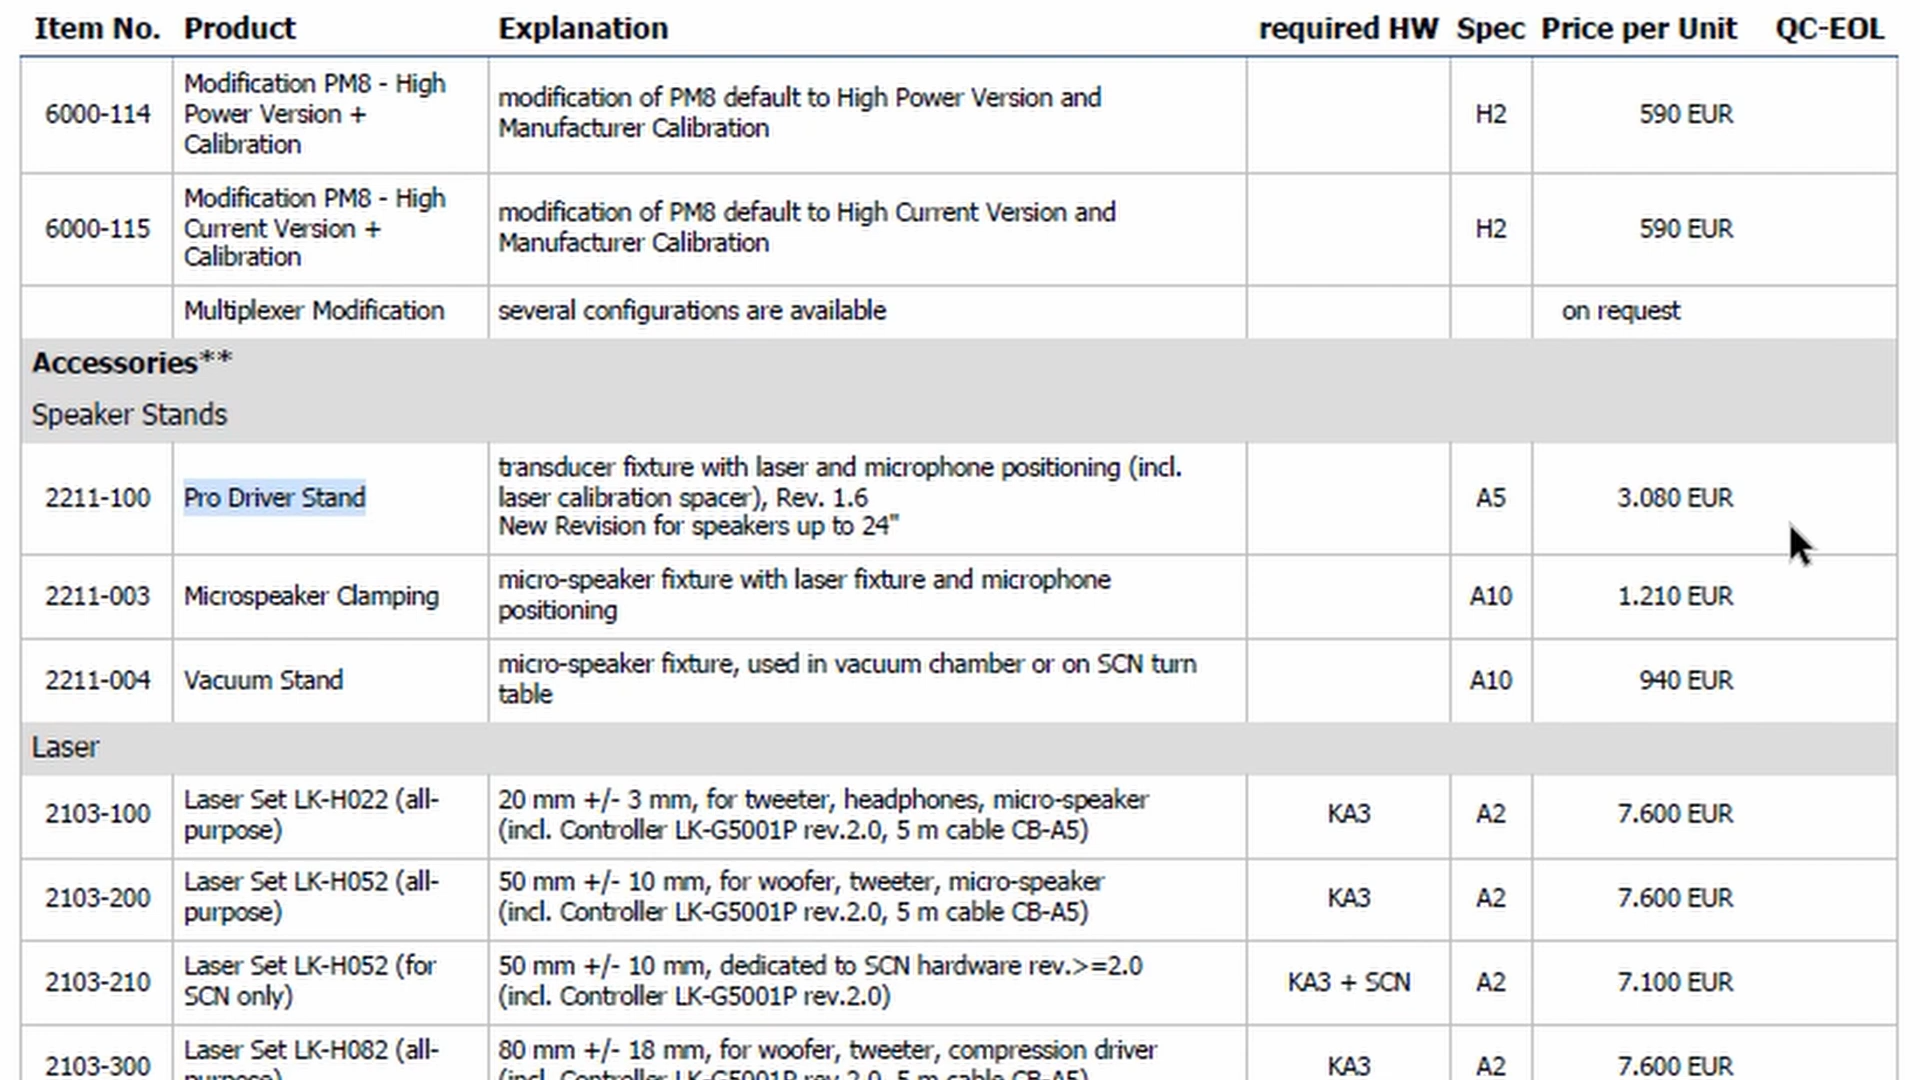 Item No. Product Explanation required HW Spec Price per Unit QC-EOL
6000-114
Modification PM8 - High
Power Version +
Calibration
modification of PM8 default to High Power Version and
Manufacturer Calibration
H2
590 EUR
6000-115
Modification PM8 - High
Current Version +
Calibration
modification of PM8 default to High Current Version and
Manufacturer Calibration
H2
590 EUR
Multiplexer Modification
several configurations are available
on request
Accessories**
Speaker Stands
2211-100
Pro Driver Stand
transducer fixture with laser and microphone positioning (incl.
laser calibration spacer), Rev. 1.6
New Revision for speakers up to 24"
A5
3.080 EUR
2211-003
Microspeaker Clamping
micro-speaker fixture with laser fixture and microphone
positioning
A10
1.210 EUR
2211-004
Vacuum Stand
micro-speaker fixture, used in vacuum chamber or on SCN turn
table
A10
940 EUR
Laser
2103-100
Laser Set LK-H022 (all-
purpose)
20 mm +/- 3 mm, for tweeter, headphones, micro-speaker
(incl. Controller LK-G5001P rev.2.0, 5 m cable CB-A5)
KA3
A2
7.600 EUR
2103-200
Laser Set LK-H052 (all-
purpose)
50 mm +/- 10 mm, for woofer, tweeter, micro-speaker
(incl. Controller LK-G5001P rev.2.0, 5 m cable CB-A5)
KA3
A2
7.600 EUR
2103-210
Laser Set LK-H052 (for
SCN only)
50 mm +/- 10 mm, dedicated to SCN hardware rev.>=2.0
(incl. Controller LK-G5001P rev.2.0)
KA3 + SCN
A2
7.100 EUR
2103-300
Laser Set LK-H082 (all-
purpose)
80 mm +/- 18 mm, for woofer, tweeter, compression driver
(incl. Controller LK-G5001P rev.2.0, 5 m cable CB-A5)
KA3
A2
7.600 EUR